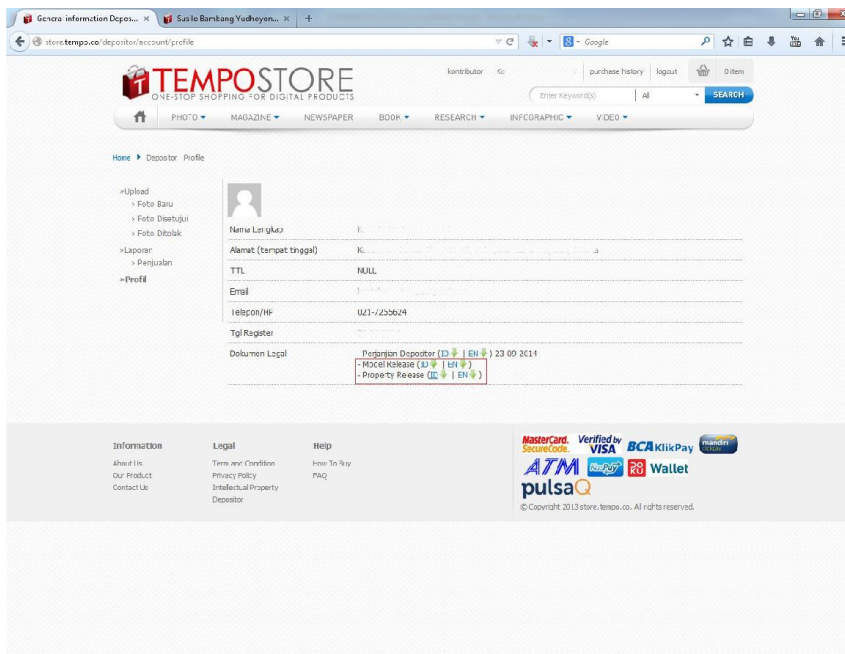 General information Depos...
Susilo Bambang Yudhoyon...
store.tempo.co/depositor/account/profile
Google
TEMPOSTORE
ONE-STOP SHOPPING FOR DIGITAL PRODUCTS
kontributor
purchase history
logout
0 item
Enter Keyword(s)
All
SEARCH
PHOTO
MAGAZINE
NEWSPAPER
BOOK
RESEARCH
INFOGRAPHIC
VIDEO
Home Depositor Profile
»Upload
› Foto Baru
› Foto Disetujui
› Foto Ditolak
»Laporan
› Penjualan
»Profil
Nama Lengkap
Alamat (tempat tinggal)
TTL NULL
Email
Telepon/HP 021-7255624
Tgl Register
Dokumen Legal Perjanjian Depositor (ID | EN) 23-09-2014
- Model Release (ID | EN)
- Property Release (ID | EN)
Information
About Us
Our Product
Contact Us
Legal
Term and Condition
Privacy Policy
Intellectual Property
Depositor
Help
How To Buy
FAQ
MasterCard. SecureCode.
Verified by VISA
BCA KlikPay
mandiri clickpay
ATM
Wallet
pulsaQ
© Copyright 2013 store.tempo.co. All rights reserved.